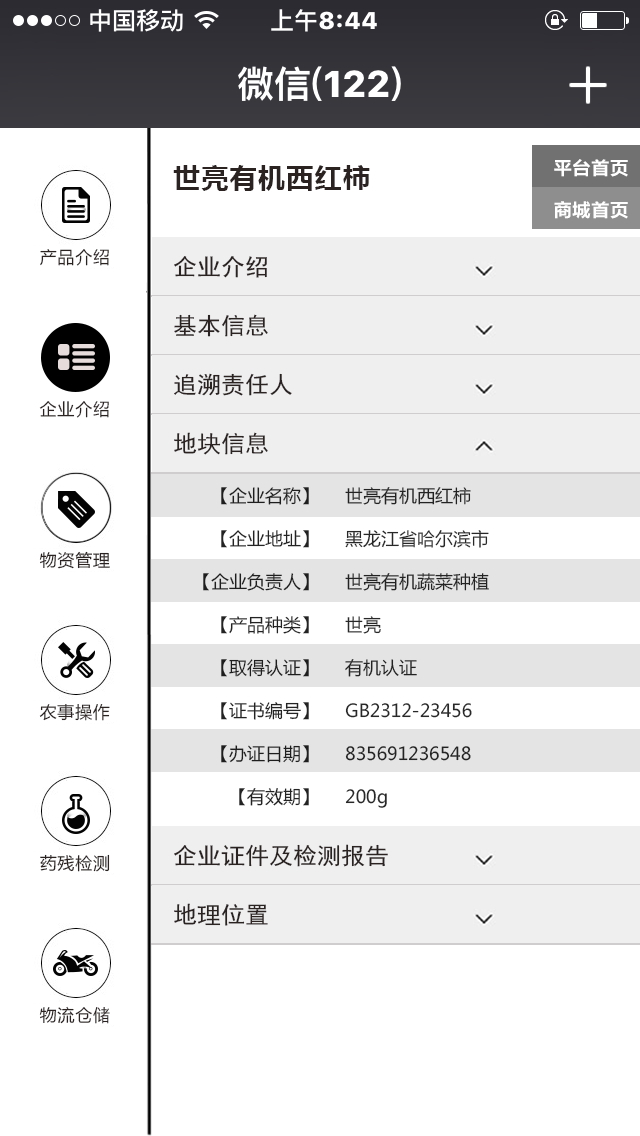 中国移动 上午8:44
微信(122)
世亮有机西红柿
平台首页
商城首页
产品介绍
企业介绍
物资管理
农事操作
药残检测
物流仓储
企业介绍
基本信息
追溯责任人
地块信息
【企业名称】 世亮有机西红柿
【企业地址】 黑龙江省哈尔滨市
【企业负责人】 世亮有机蔬菜种植
【产品种类】 世亮
【取得认证】 有机认证
【证书编号】 GB2312-23456
【办证日期】 835691236548
【有效期】 200g
企业证件及检测报告
地理位置